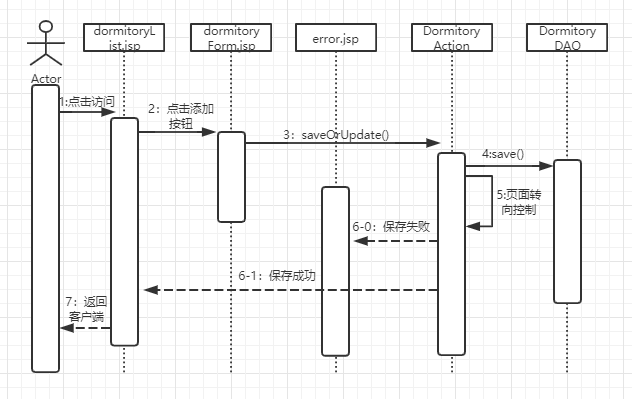 dormitoryL
ist.jsp
dormitory
Form.jsp
error.jsp
Dormitory
Action
Dormitory
DAO
Actor
1:点击访问
2：点击添加
按钮
3：saveOrUpdate()
4:save()
5:页面转
向控制
6-0：保存失败
6-1：保存成功
7：返回
客户端